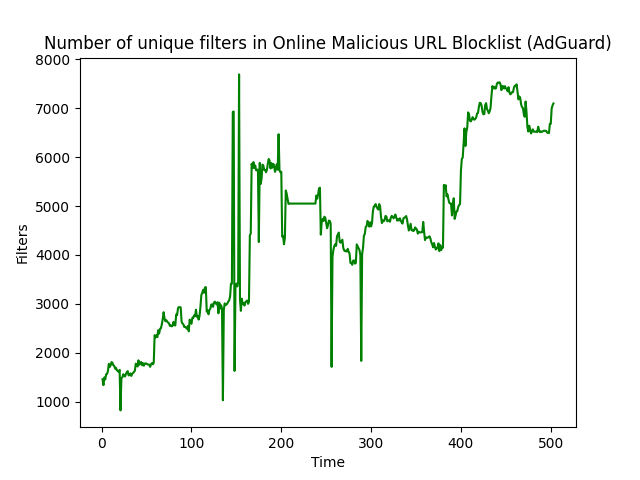 Number of unique filters in Online Malicious URL Blocklist (AdGuard)
8000
7000
6000
5000
4000
3000
2000
1000
Filters
0 100 200 300 400 500
Time